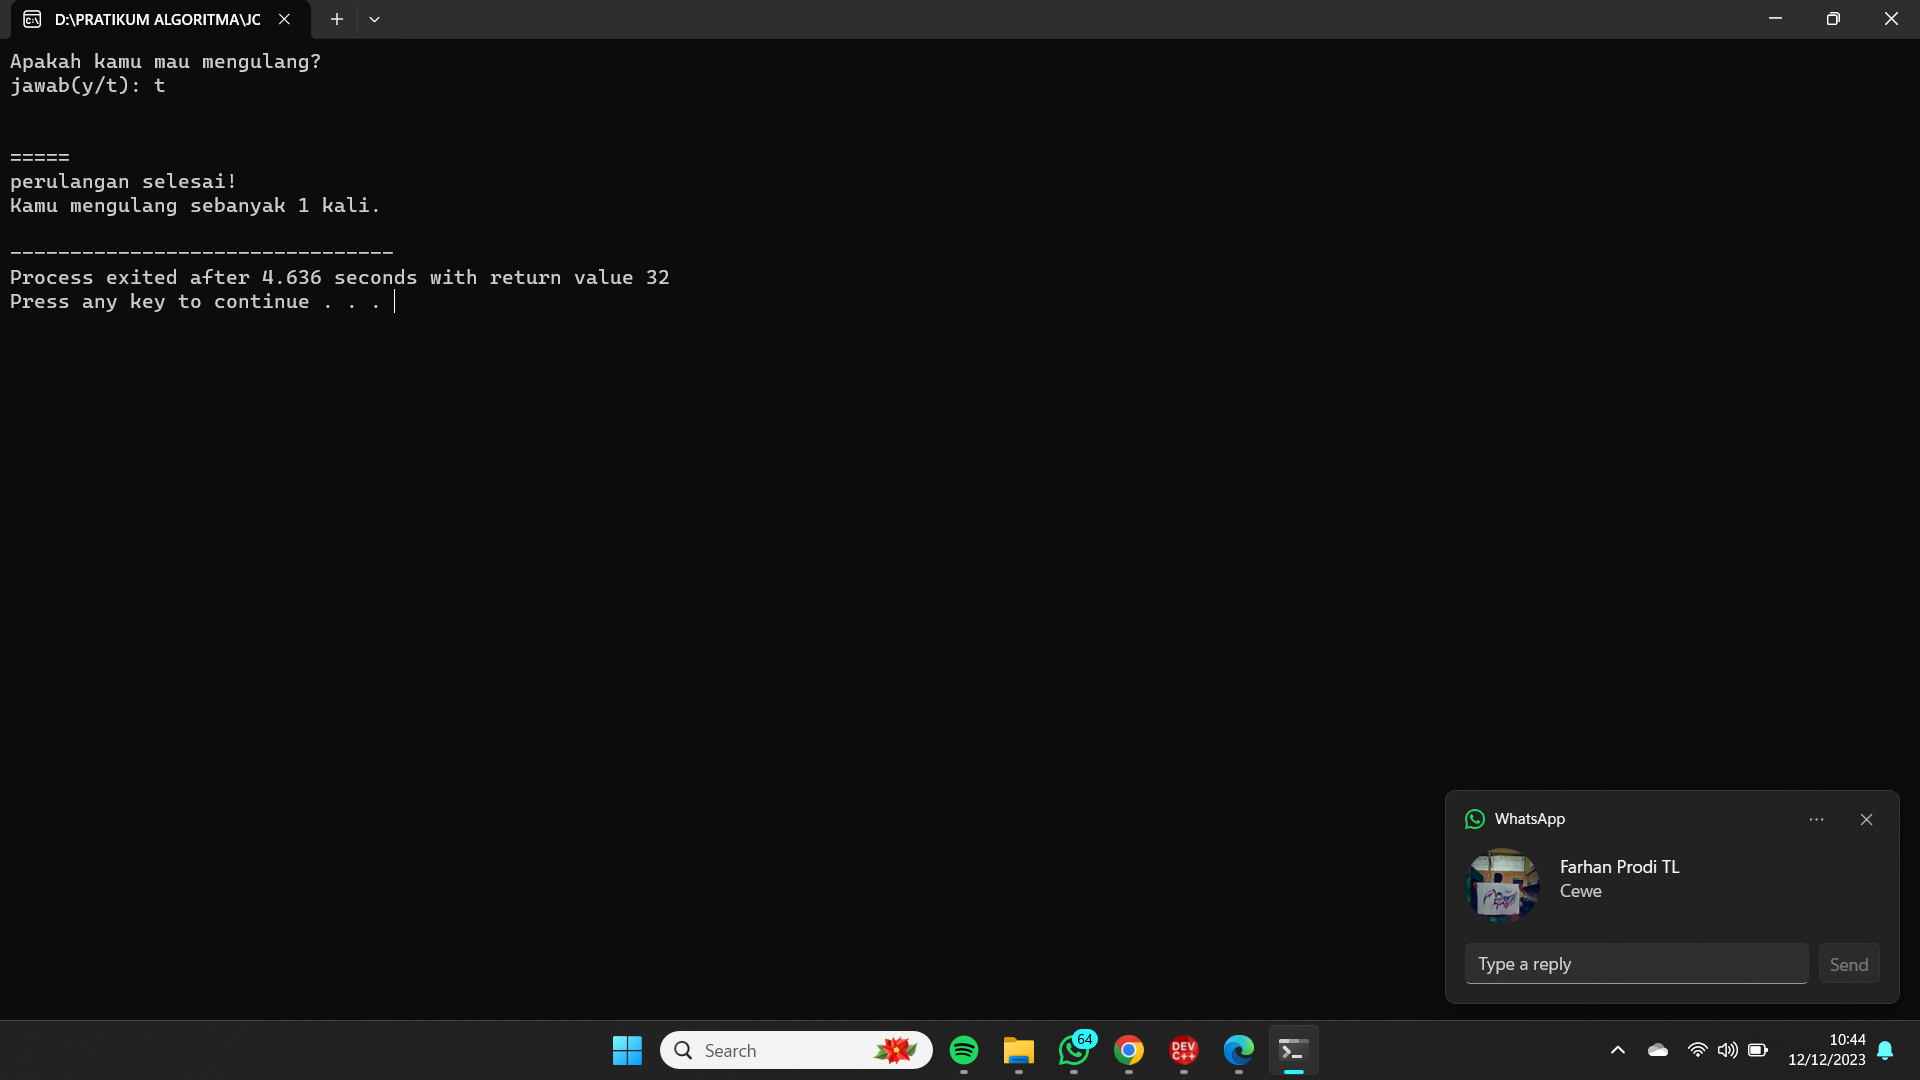 D:\PRATIKUM ALGORITMA\JC
Apakah kamu mau mengulang?
jawab(y/t): t
=====
perulangan selesai!
Kamu mengulang sebanyak 1 kali.
--------------------------------
Process exited after 4.636 seconds with return value 32
Press any key to continue . . .
WhatsApp
Farhan Prodi TL
Cewe
Type a reply
Send
Search
64
DEV
C++
10:44
12/12/2023